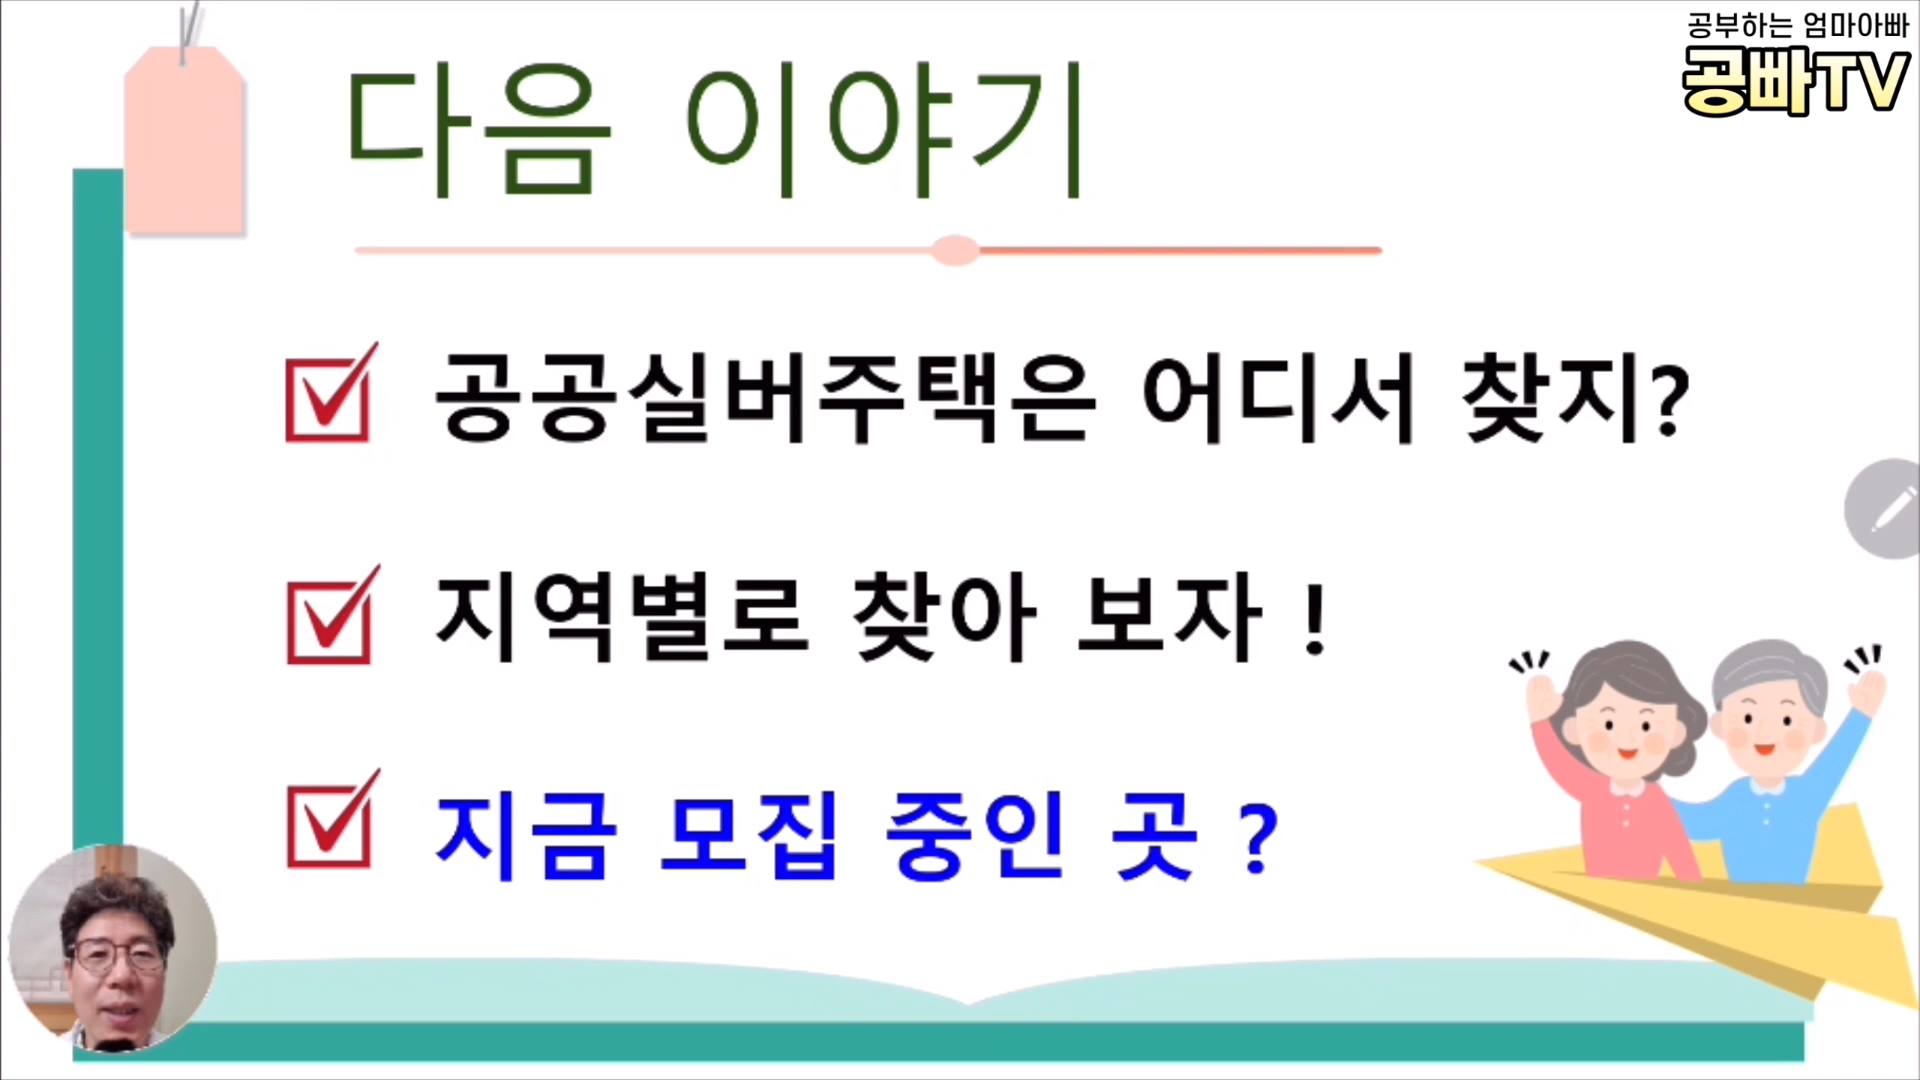 공부하는 엄마아빠
공빠TV
다음 이야기
공공실버주택은 어디서 찾지?
지역별로 찾아 보자 !
지금 모집 중인 곳 ?